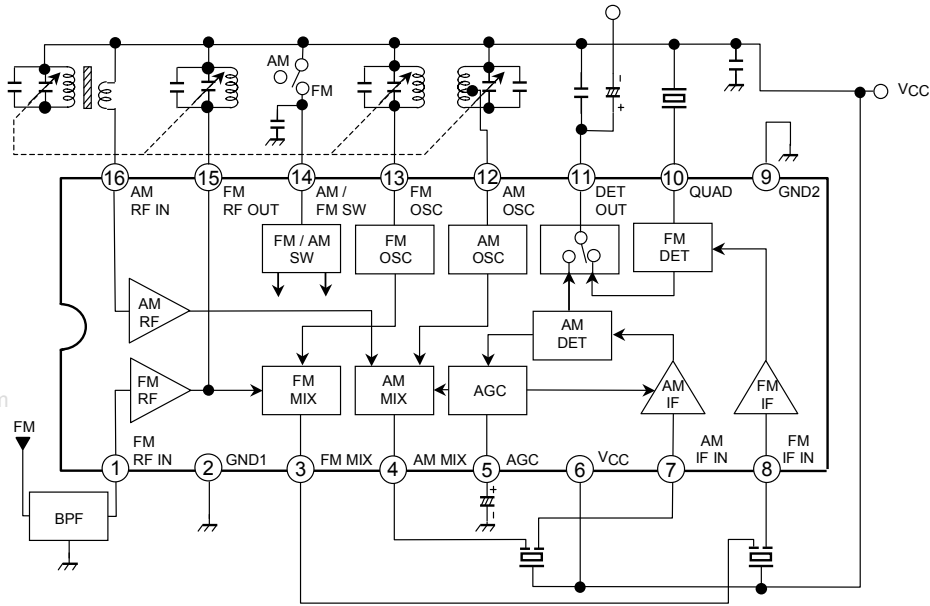 AM
FM
VCC
16 15 14 13 12 11 10 9
AM
RF IN
FM
RF OUT
AM /
FM SW
FM
OSC
AM
OSC
DET
OUT
QUAD
GND2
FM / AM
SW
FM
OSC
AM
OSC
FM
DET
AM
RF
AM
DET
FM
RF
FM
MIX
AM
MIX
AGC
AM
IF
FM
IF
m
FM
FM
RF IN
GND1
FM MIX
AM MIX
AGC
VCC
AM
IF IN
FM
IF IN
1 2 3 4 5 6 7 8
BPF